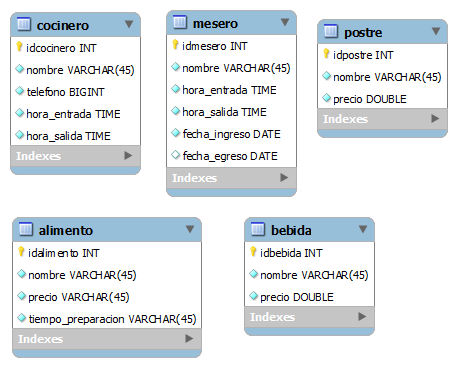 cocinero
idcocinero INT
nombre VARCHAR(45)
telefono BIGINT
hora_entrada TIME
hora_salida TIME
Indexes
mesero
idmesero INT
nombre VARCHAR(45)
hora_entrada TIME
hora_salida TIME
fecha_ingreso DATE
fecha_egreso DATE
Indexes
postre
idpostre INT
nombre VARCHAR(45)
precio DOUBLE
Indexes
alimento
idalimento INT
nombre VARCHAR(45)
precio VARCHAR(45)
tiempo_preparacion VARCHAR(45)
Indexes
bebida
idbebida INT
nombre VARCHAR(45)
precio DOUBLE
Indexes